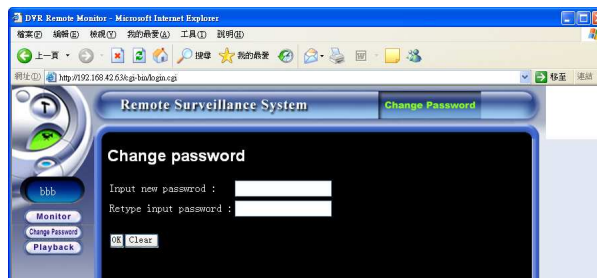 DVR Remote Monitor - Microsoft Internet Explorer
檔案(F) 編輯(E) 檢視(V) 我的最愛(A) 工具(T) 說明(H)
上一頁 搜尋 我的最愛
網址(D) http://192.168.42.63/cgi-bin/login.cgi 移至 連結
Remote Surveillance System
Change Password
Change password
bbb
Input new passwrod :
Retype input password :
Monitor
Change Password
Playback
OK Clear